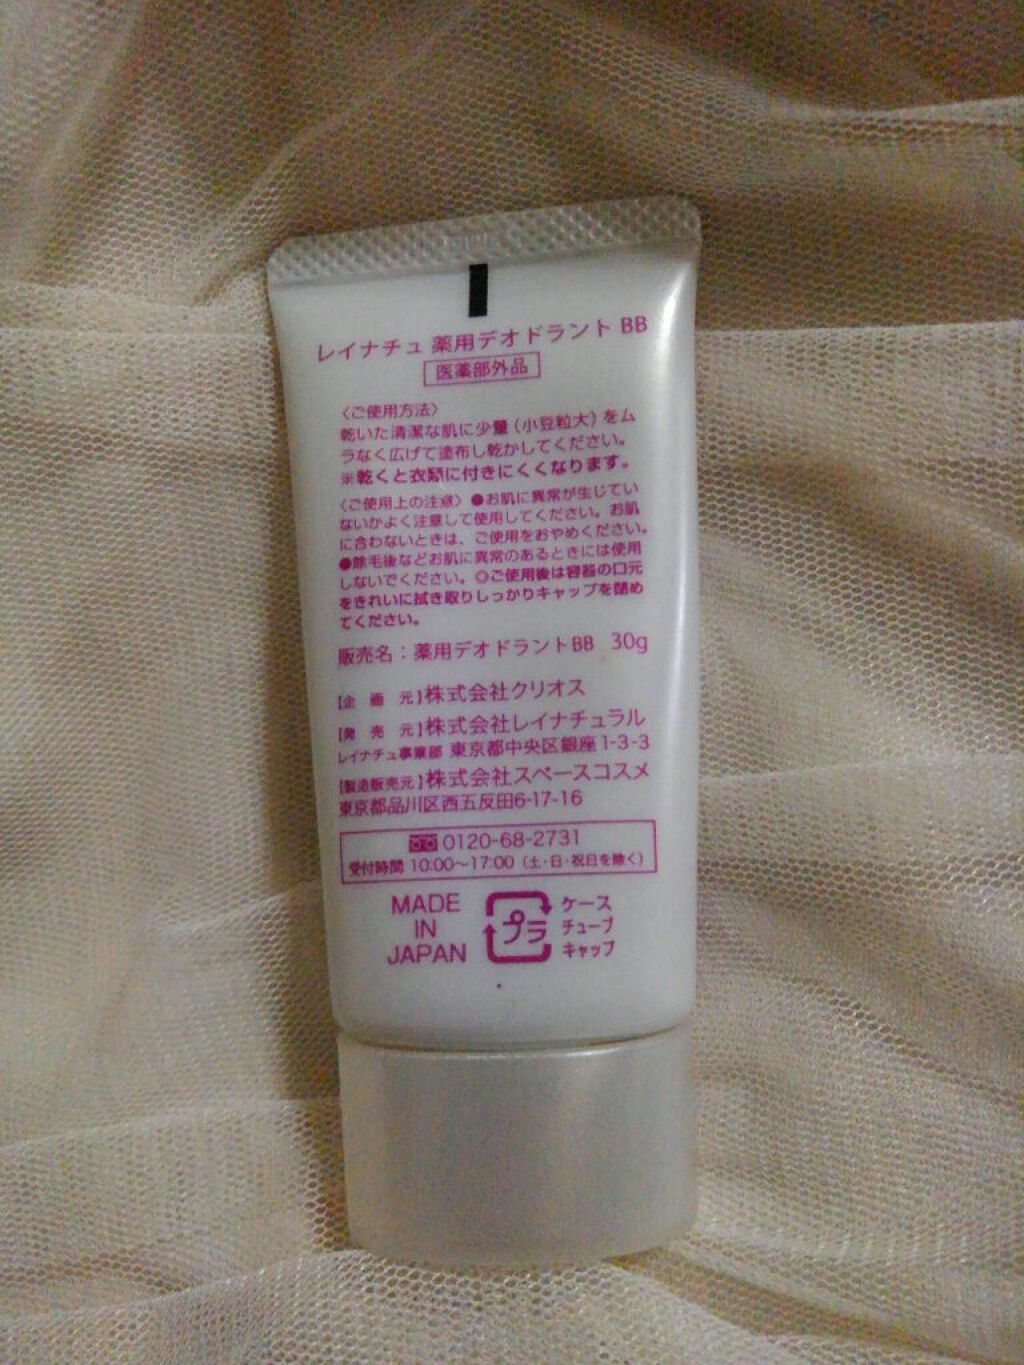 レイナチュ 薬用デオドラント BB
医薬部外品
〈ご使用方法〉
乾いた清潔な肌に少量（小豆粒大）をム
ラなく広げて塗布し乾かしてください。
※乾くと衣類に付きにくくなります。
〈ご使用上の注意〉●お肌に異常が生じてい
ないかよく注意して使用してください。お肌
に合わないときは、ご使用をおやめください。
●除毛後などお肌に異常のあるときには使用
しないでください。◎ご使用後は容器の口元
をきれいに拭き取りしっかりキャップを閉め
てください。
販売名：薬用デオドラントBB 30g
【企画元】株式会社クリオス
【発売元】株式会社レイナチュラル
レイナチュ事業部 東京都中央区銀座1-3-3
【製造販売元】株式会社スペースコスメ
東京都品川区西五反田6-17-16
0120-68-2731
受付時間 10:00～17:00（土・日・祝日を除く）
MADE
IN
JAPAN
プラ
ケース
チューブ
キャップ